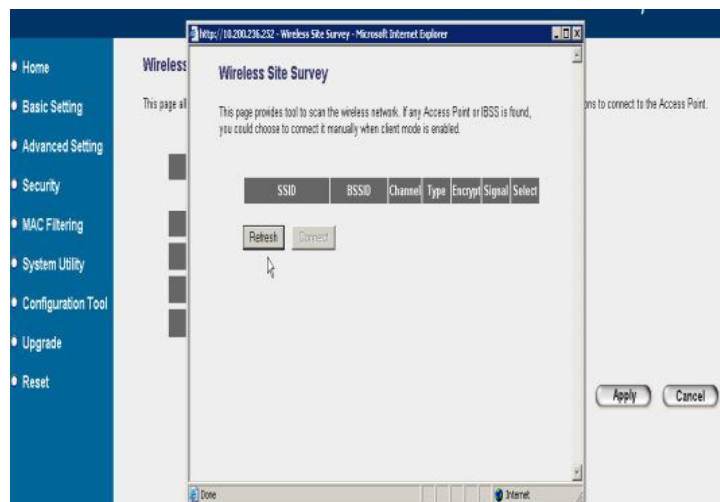 http://10.200.236.252 - Wireless Site Survey - Microsoft Internet Explorer
Home
Basic Setting
Advanced Setting
Security
MAC Filtering
System Utility
Configuration Tool
Upgrade
Reset
Wireless
This page all
ons to connect to the Access Point.
Wireless Site Survey
This page provides tool to scan the wireless network. If any Access Point or IBSS is found,
you could choose to connect it manually when client mode is enabled.
SSID BSSID Channel Type Encrypt Signal Select
Refresh Connect
Apply Cancel
Done Internet